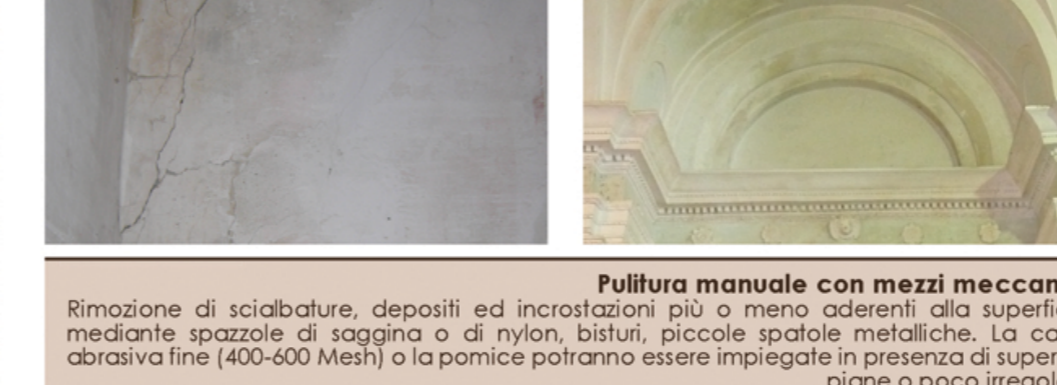 Pulitura manuale con mezzi meccan
Rimozione di scialbature, depositi ed incrostazioni più o meno aderenti alla superfi
mediante spazzole di saggina o di nylon, bisturi, piccole spatole metalliche. La ca
abrasiva fine (400-600 Mesh) o la pomice potranno essere impiegate in presenza di super
piane o poco irregol